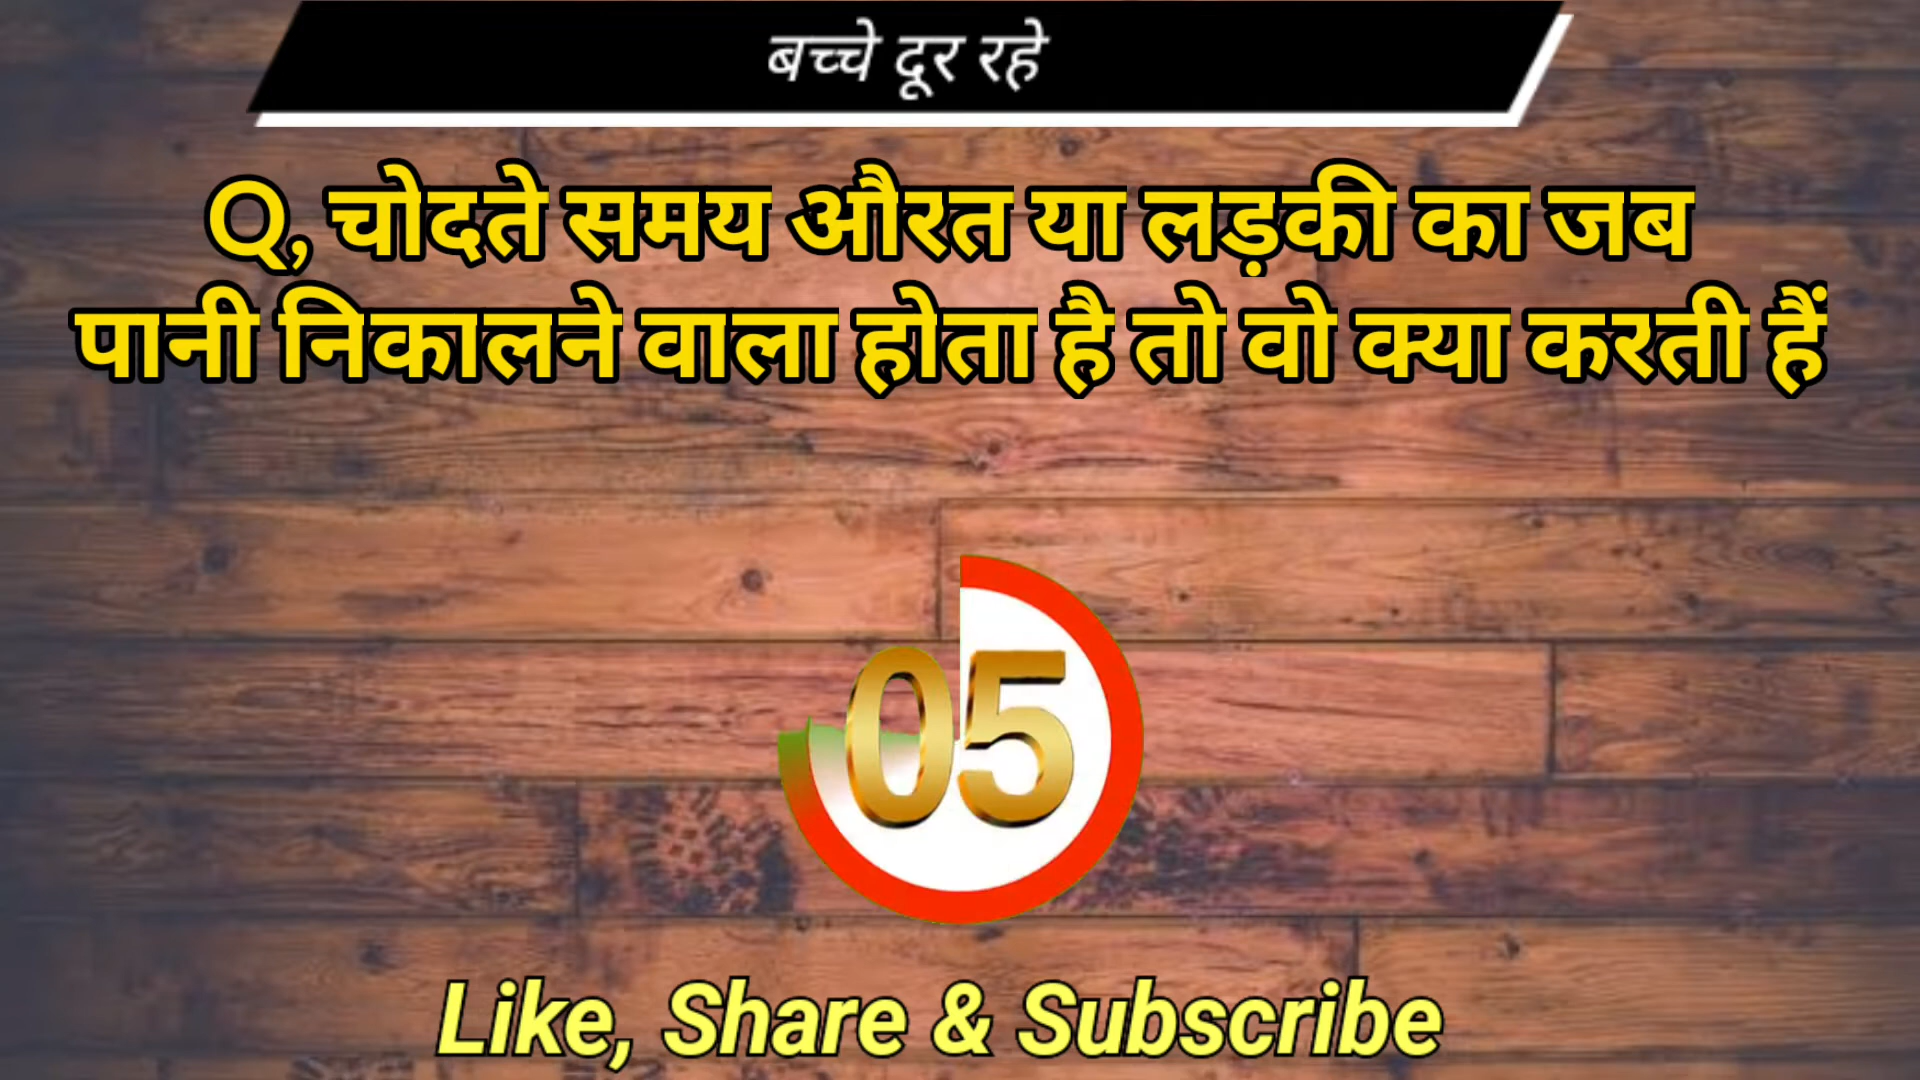 बच्चे दूर रहे
Q, चोदते समय औरत या लड़की का जब
पानी निकालने वाला होता है तो वो क्या करती हैं
05
Like, Share & Subscribe